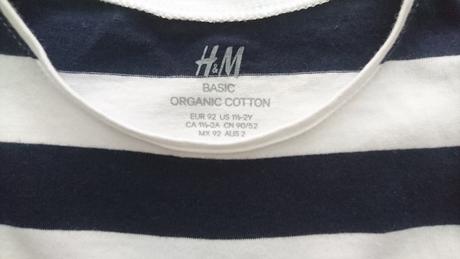 H&M
BASIC
ORGANIC COTTON
EUR 92 US 1½-2Y
CA 1½-2A CN 90/52
MX 92 AUS 2